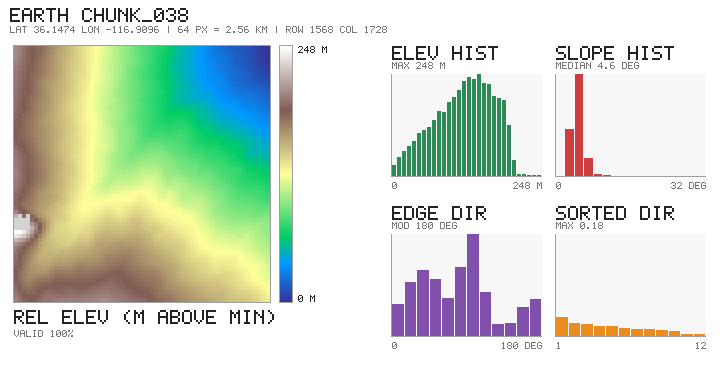 EARTH CHUNK_038
LAT 36.1474 LON -116.9096 | 64 PX = 2.56 KM | ROW 1568 COL 1728
248 M
0 M
REL ELEV (M ABOVE MIN)
VALID 100%
ELEV HIST
MAX 248 M
0 248 M
SLOPE HIST
MEDIAN 4.6 DEG
0 32 DEG
EDGE DIR
MOD 180 DEG
0 180 DEG
SORTED DIR
MAX 0.18
1 12